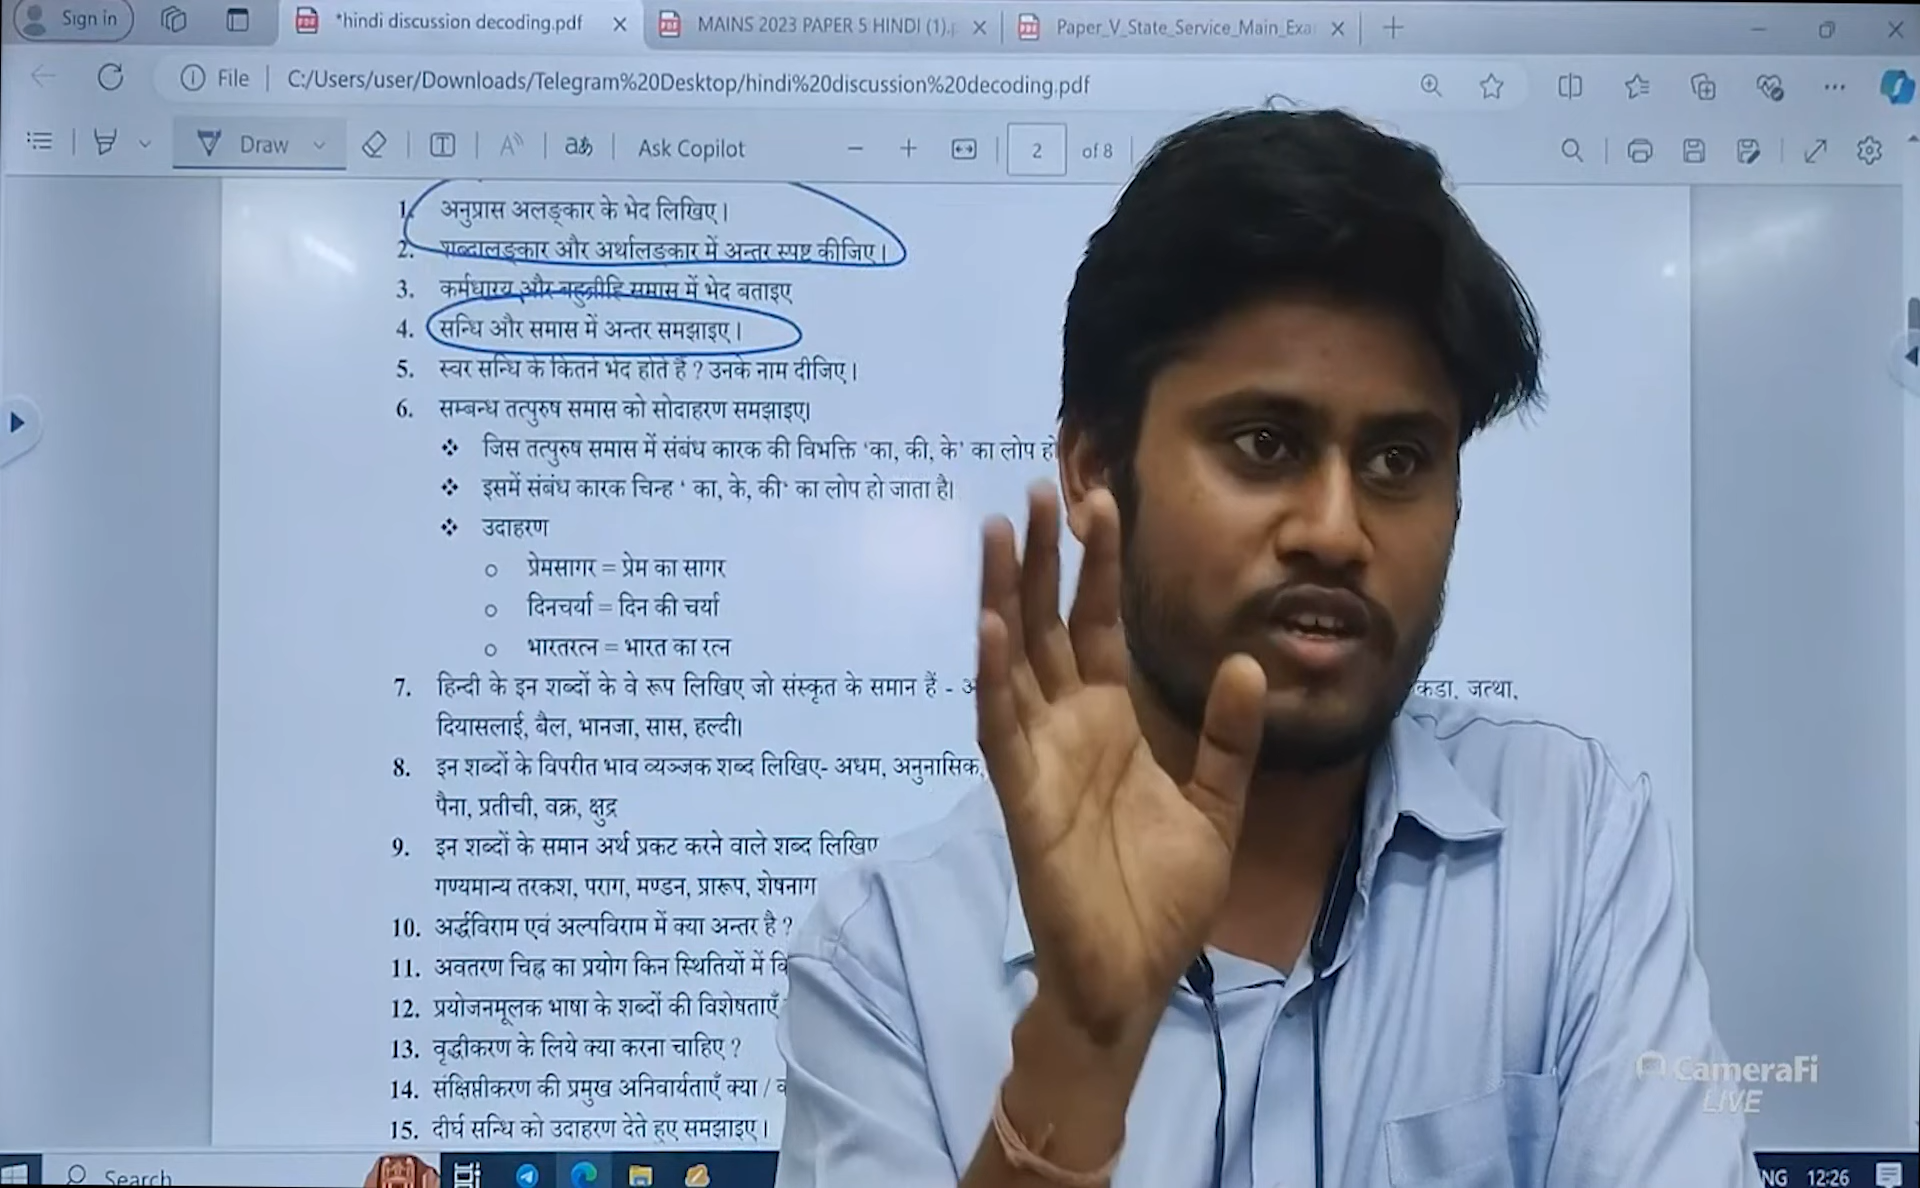 Sign in
*hindi discussion decoding.pdf
MAINS 2023 PAPER 5 HINDI (1).p
Paper_V_State_Service_Main_Exa
File C:/Users/user/Downloads/Telegram%20Desktop/hindi%20discussion%20decoding.pdf
Draw
Ask Copilot
2 of 8
1. अनुप्रास अलङ्कार के भेद लिखिए।
2. शब्दालङ्कार और अर्थालङ्कार में अन्तर स्पष्ट कीजिए।
3. कर्मधारय और बहुव्रीहि समास में भेद बताइए
4. सन्धि और समास में अन्तर समझाइए।
5. स्वर सन्धि के कितने भेद होते हैं ? उनके नाम दीजिए।
6. सम्बन्ध तत्पुरुष समास को सोदाहरण समझाइए।
❖ जिस तत्पुरुष समास में संबंध कारक की विभक्ति 'का, की, के' का लोप हो
❖ इसमें संबंध कारक चिन्ह ' का, के, की' का लोप हो जाता है।
❖ उदाहरण
o प्रेमसागर = प्रेम का सागर
o दिनचर्या = दिन की चर्या
o भारतरत्न = भारत का रत्न
7. हिन्दी के इन शब्दों के वे रूप लिखिए जो संस्कृत के समान हैं - जत्था,
दियासलाई, बैल, भानजा, सास, हल्दी।
8. इन शब्दों के विपरीत भाव व्यञ्जक शब्द लिखिए- अधम, अनुनासिक,
पैना, प्रतीची, वक्र, क्षुद्र
9. इन शब्दों के समान अर्थ प्रकट करने वाले शब्द लिखिए
गण्यमान्य तरकश, पराग, मण्डन, प्रारूप, शेषनाग
10. अर्द्धविराम एवं अल्पविराम में क्या अन्तर है ?
11. अवतरण चिह्न का प्रयोग किन स्थितियों में
12. प्रयोजनमूलक भाषा के शब्दों की विशेषताएँ
13. वृद्धीकरण के लिये क्या करना चाहिए ?
14. संक्षिप्तीकरण की प्रमुख अनिवार्यताएँ क्या /
15. दीर्घ सन्धि को उदाहरण देते हुए समझाइए।
CameraFi
LIVE
Search
NG 12:26